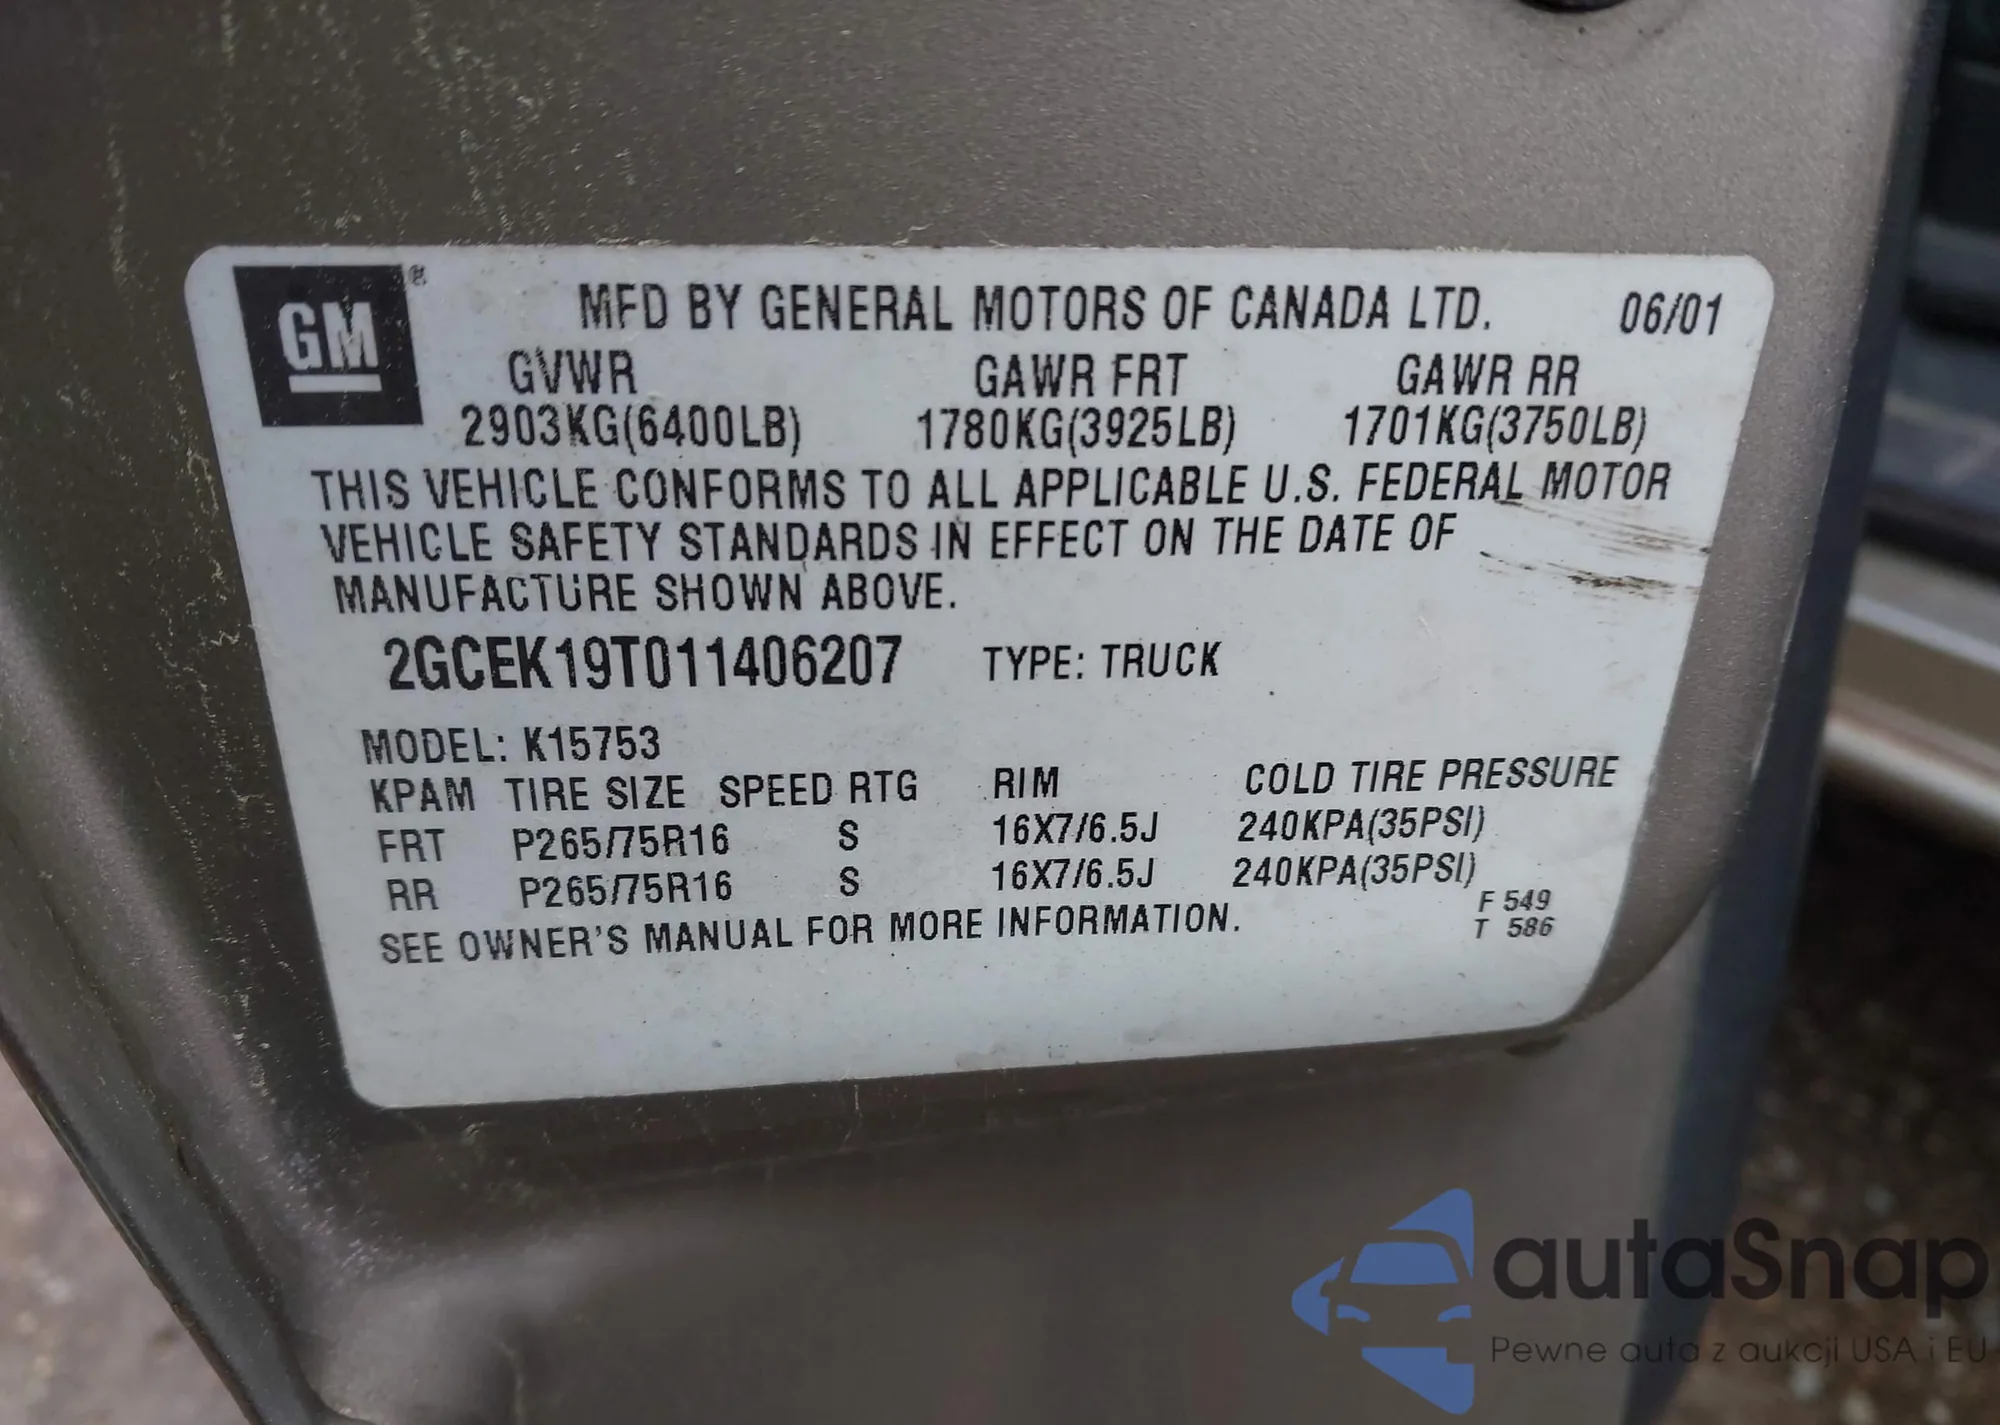 GM ®
MFD BY GENERAL MOTORS OF CANADA LTD. 06/01
GVWR GAWR FRT GAWR RR
2903KG(6400LB) 1780KG(3925LB) 1701KG(3750LB)
THIS VEHICLE CONFORMS TO ALL APPLICABLE U.S. FEDERAL MOTOR
VEHICLE SAFETY STANDARDS IN EFFECT ON THE DATE OF
MANUFACTURE SHOWN ABOVE.
2GCEK19T011406207 TYPE: TRUCK
MODEL: K15753
KPAM TIRE SIZE SPEED RTG RIM COLD TIRE PRESSURE
FRT P265/75R16 S 16X7/6.5J 240KPA(35PSI)
RR P265/75R16 S 16X7/6.5J 240KPA(35PSI)
SEE OWNER'S MANUAL FOR MORE INFORMATION.
F 549
T 586
autaSnap
Pewne auta z aukcji USA i EU